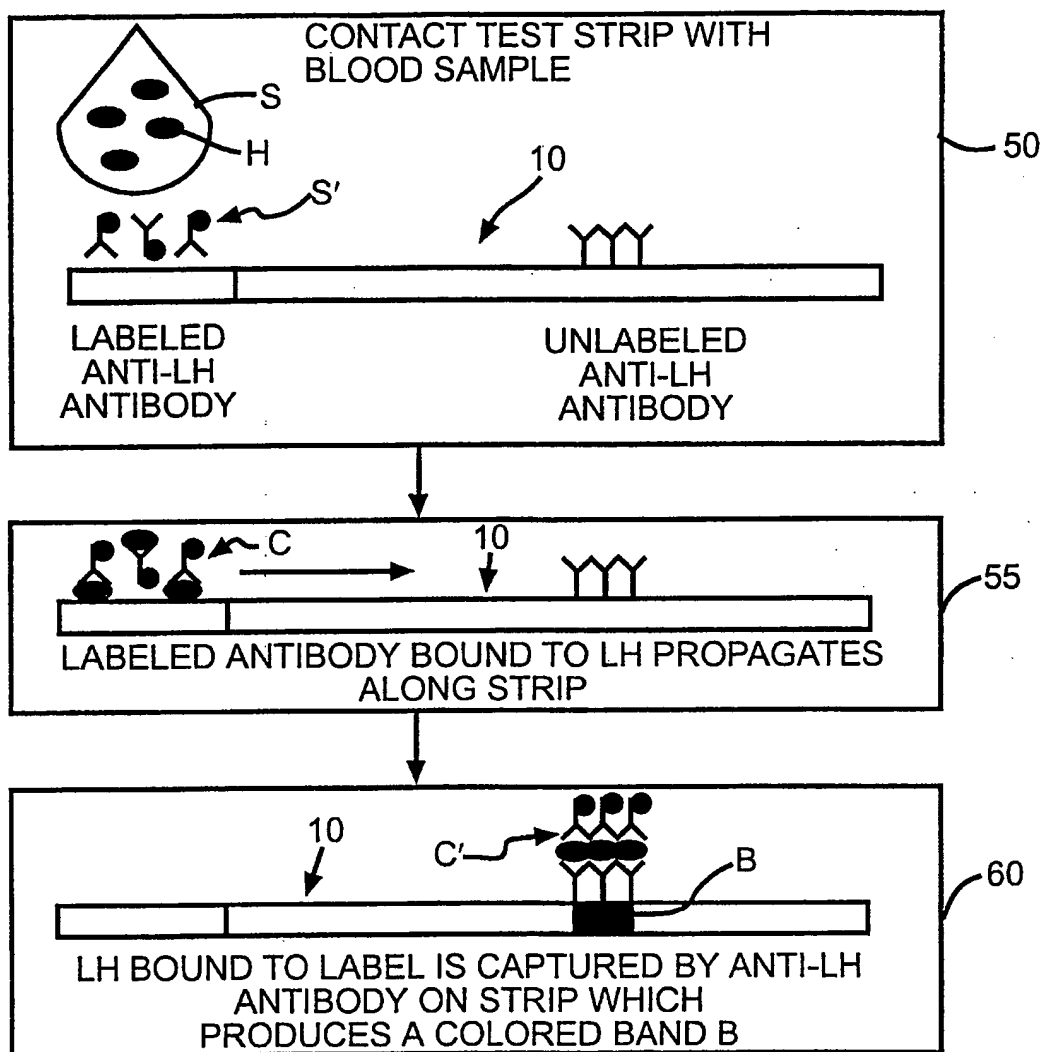 CONTACT TEST STRIP WITH
BLOOD SAMPLE
S
H
50
10
S'
LABELED
ANTI-LH
ANTIBODY
UNLABELED
ANTI-LH
ANTIBODY
C
10
55
LABELED ANTIBODY BOUND TO LH PROPAGATES
ALONG STRIP
10
C'
B
60
LH BOUND TO LABEL IS CAPTURED BY ANTI-LH
ANTIBODY ON STRIP WHICH
PRODUCES A COLORED BAND B